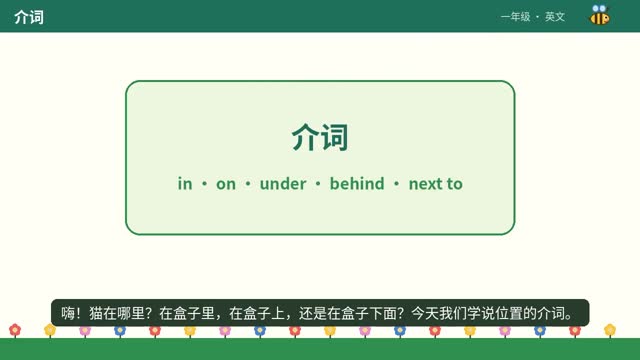 介词
一年级 • 英文
介词
in • on • under • behind • next to
嗨！猫在哪里？在盒子里，在盒子上，还是在盒子下面？今天我们学说位置的介词。